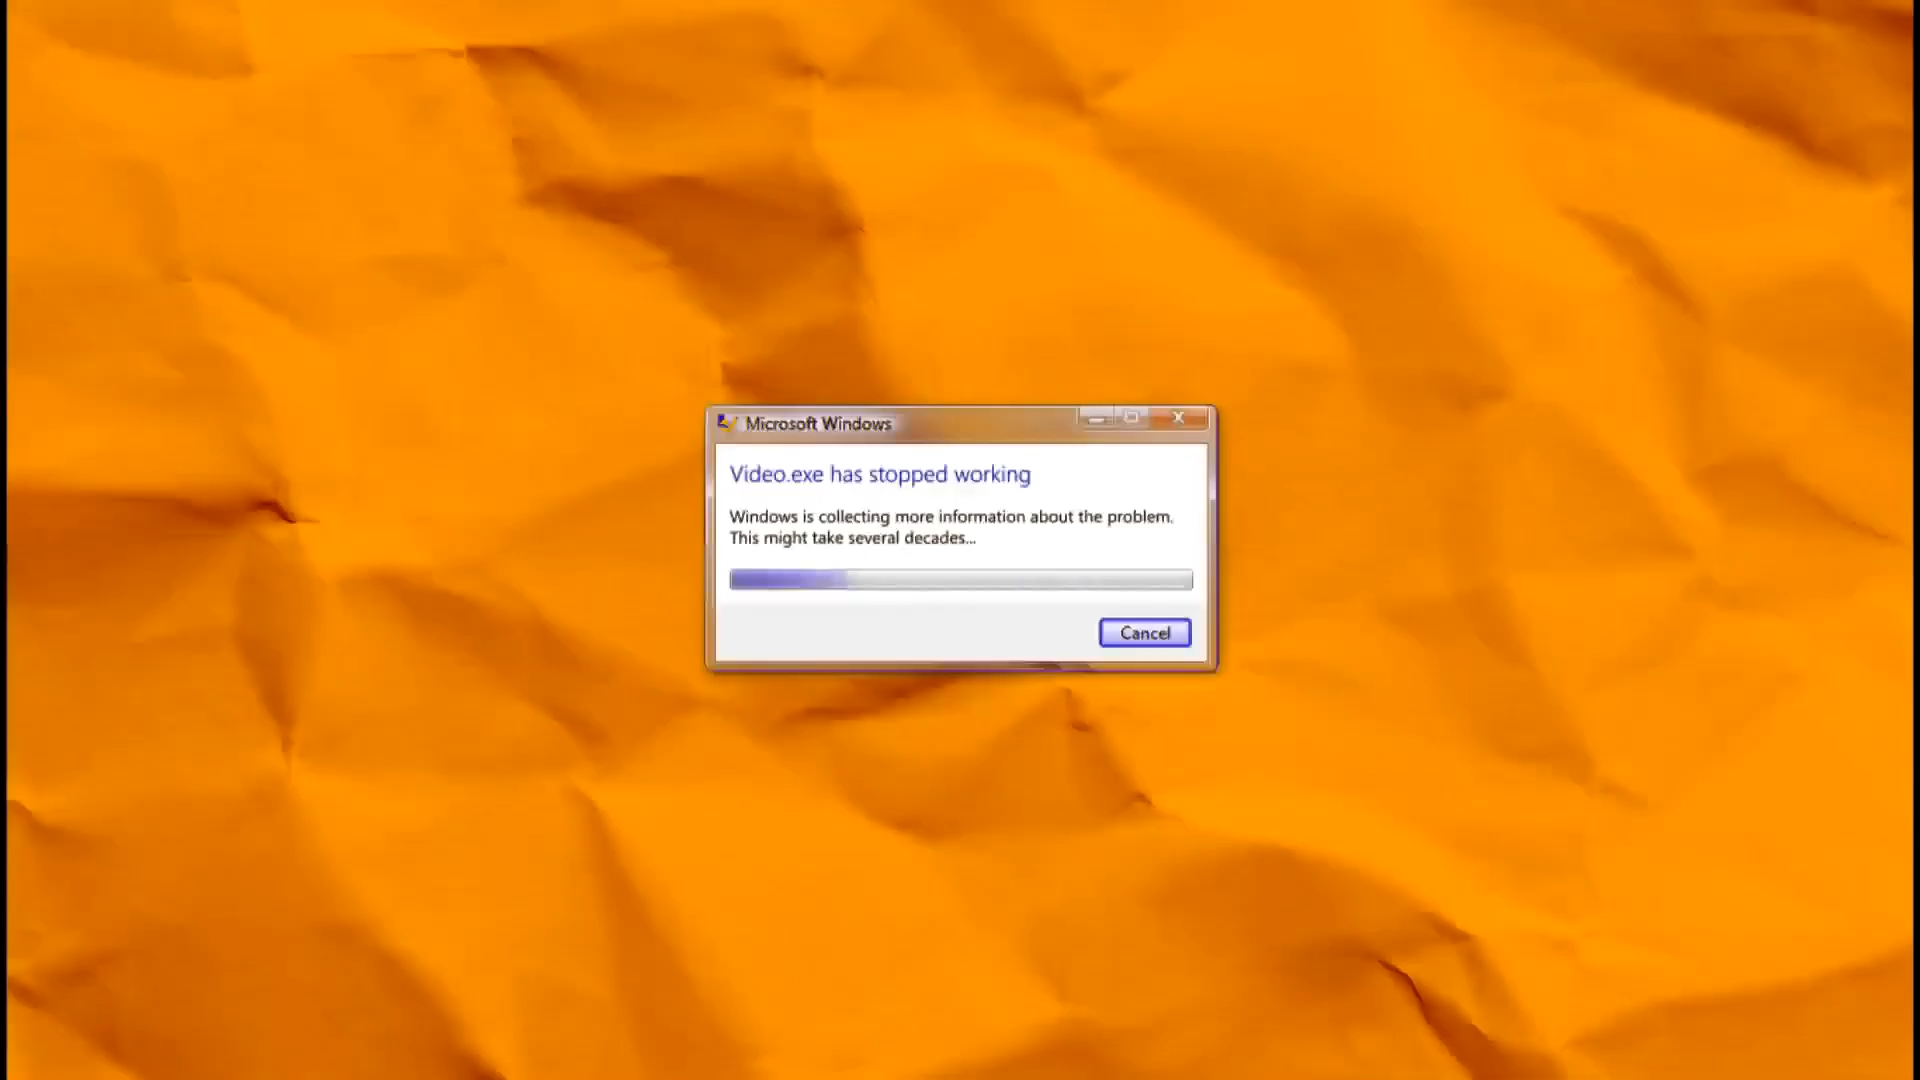 Microsoft Windows
Video.exe has stopped working
Windows is collecting more information about the problem.
This might take several decades...
Cancel